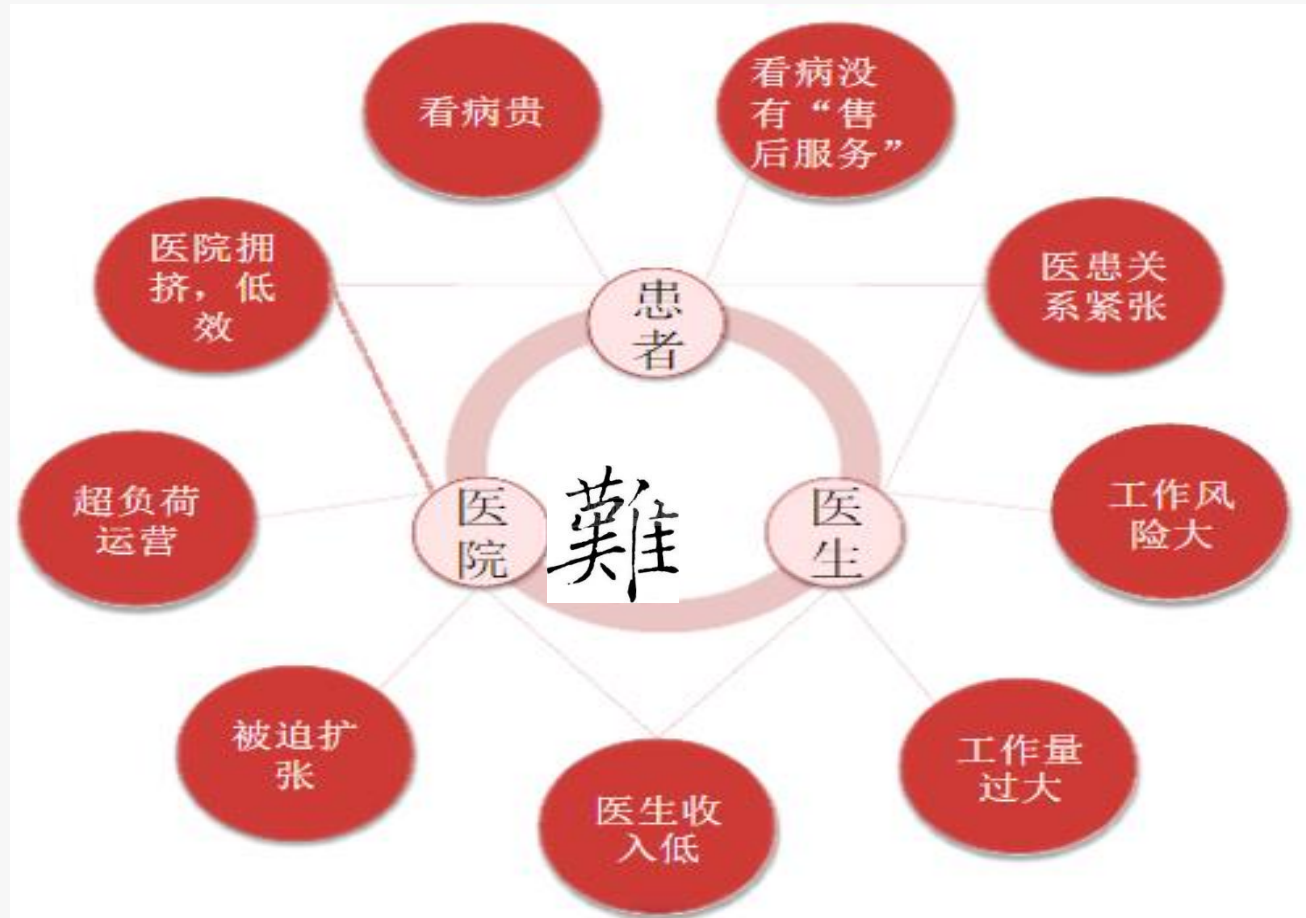 看病贵
看病没
有“售
后服务”
医院拥
挤，低
效
患
者
医患关
系紧张
超负荷
运营
医
院
難
医
生
工作风
险大
被迫扩
张
医生收
入低
工作量
过大